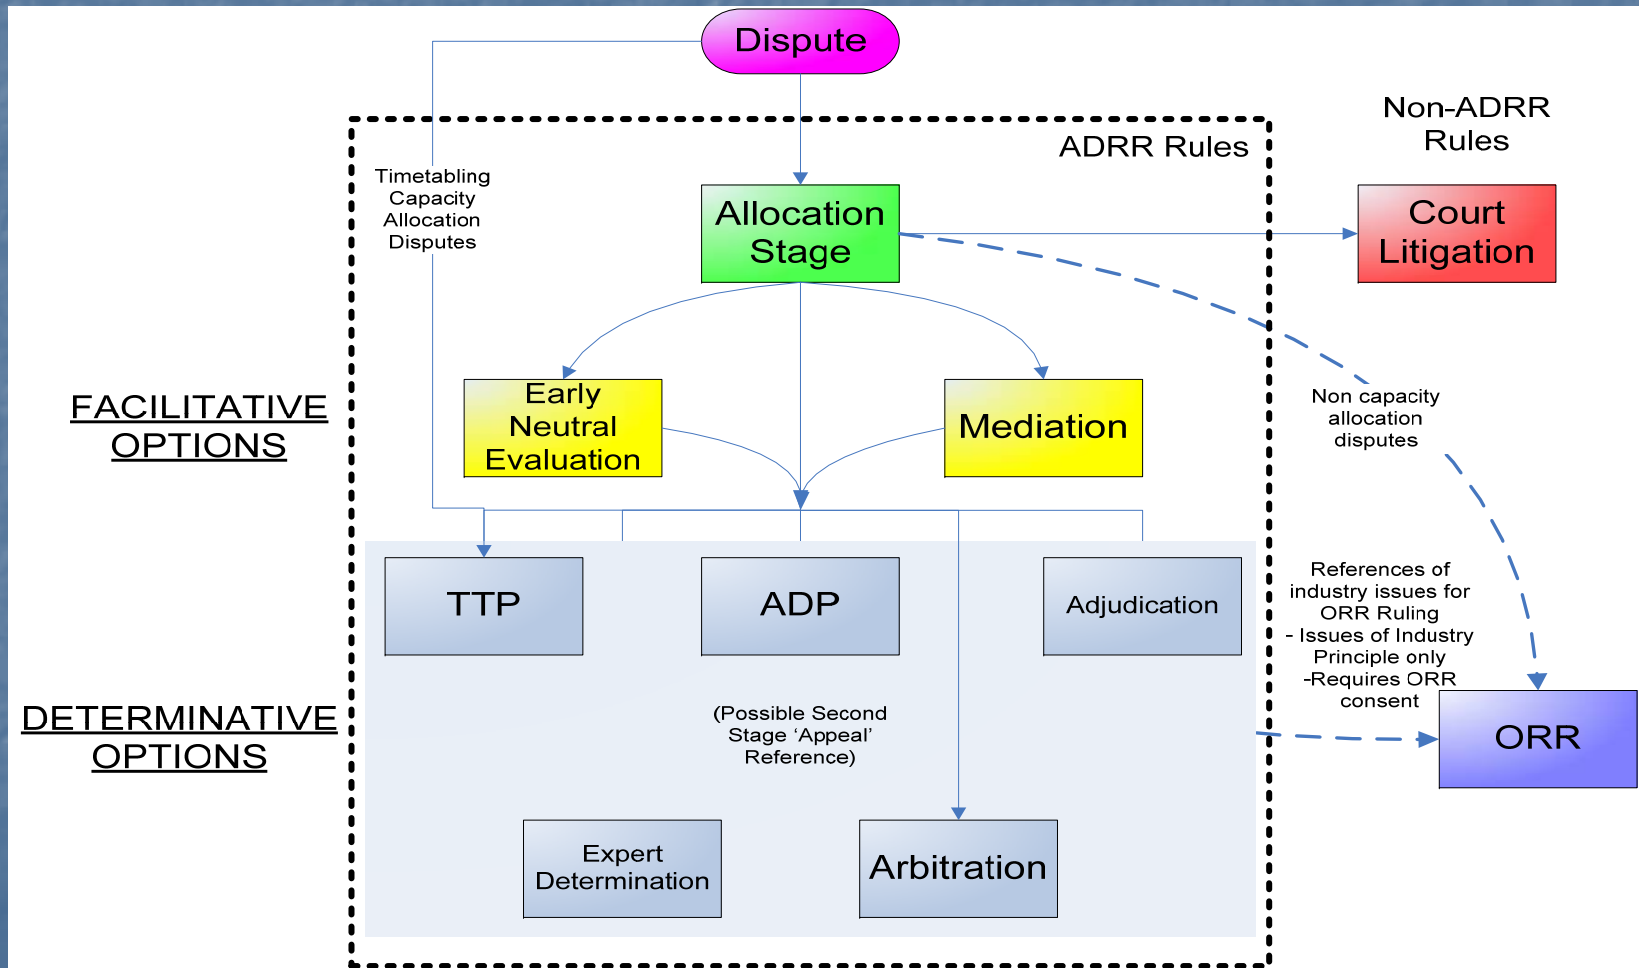 Dispute
Non-ADRR
Rules
ADRR Rules
Timetabling
Capacity
Allocation
Disputes
Allocation
Stage
Court
Litigation
FACILITATIVE
OPTIONS
Early
Neutral
Evaluation
Mediation
Non capacity
allocation
disputes
TTP
ADP
Adjudication
References of
industry issues for
ORR Ruling
- Issues of Industry
Principle only
-Requires ORR
consent
DETERMINATIVE
OPTIONS
(Possible Second
Stage ‘Appeal’
Reference)
ORR
Expert
Determination
Arbitration